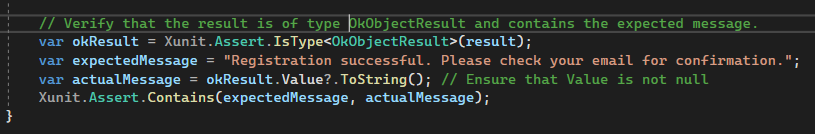 // Verify that the result is of type OkObjectResult and contains the expected message.
var okResult = Xunit.Assert.IsType<OkObjectResult>(result);
var expectedMessage = "Registration successful. Please check your email for confirmation.";
var actualMessage = okResult.Value?.ToString(); // Ensure that Value is not null
Xunit.Assert.Contains(expectedMessage, actualMessage);
}